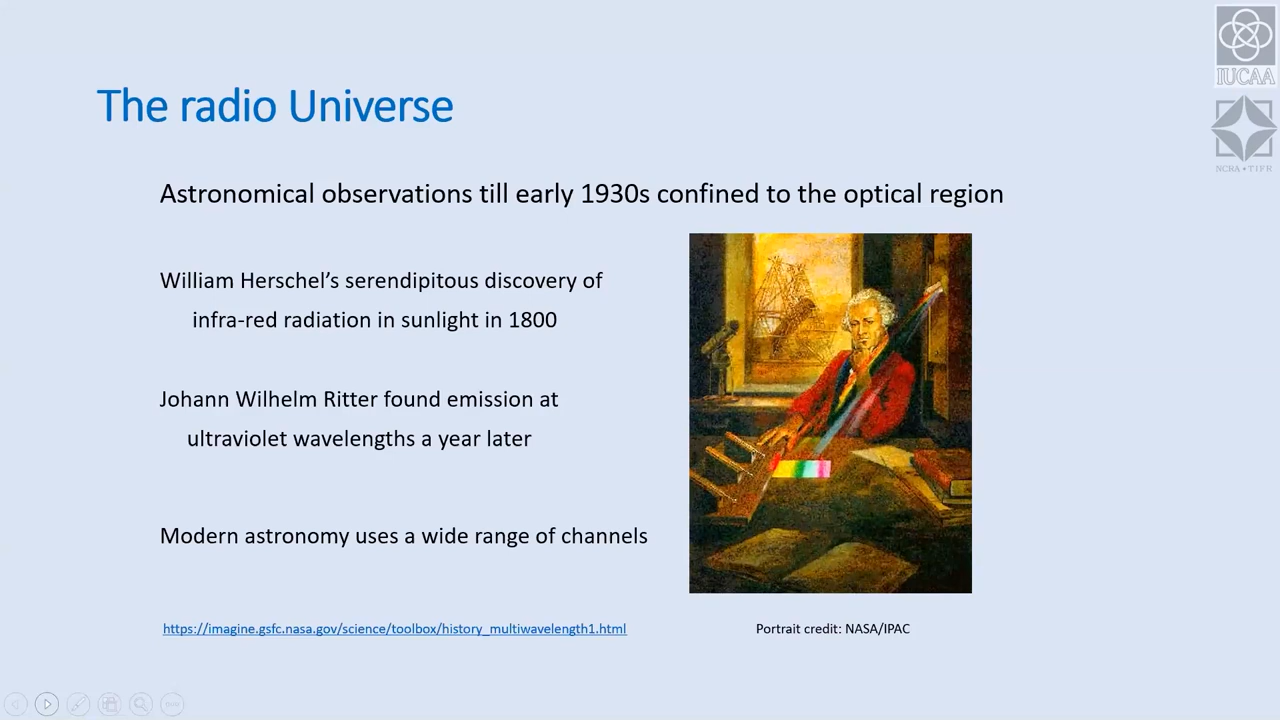 IUCAA
NCRA • TIFR
The radio Universe
Astronomical observations till early 1930s confined to the optical region
William Herschel’s serendipitous discovery of
infra-red radiation in sunlight in 1800
Johann Wilhelm Ritter found emission at
ultraviolet wavelengths a year later
Modern astronomy uses a wide range of channels
https://imagine.gsfc.nasa.gov/science/toolbox/history_multiwavelength1.html
Portrait credit: NASA/IPAC